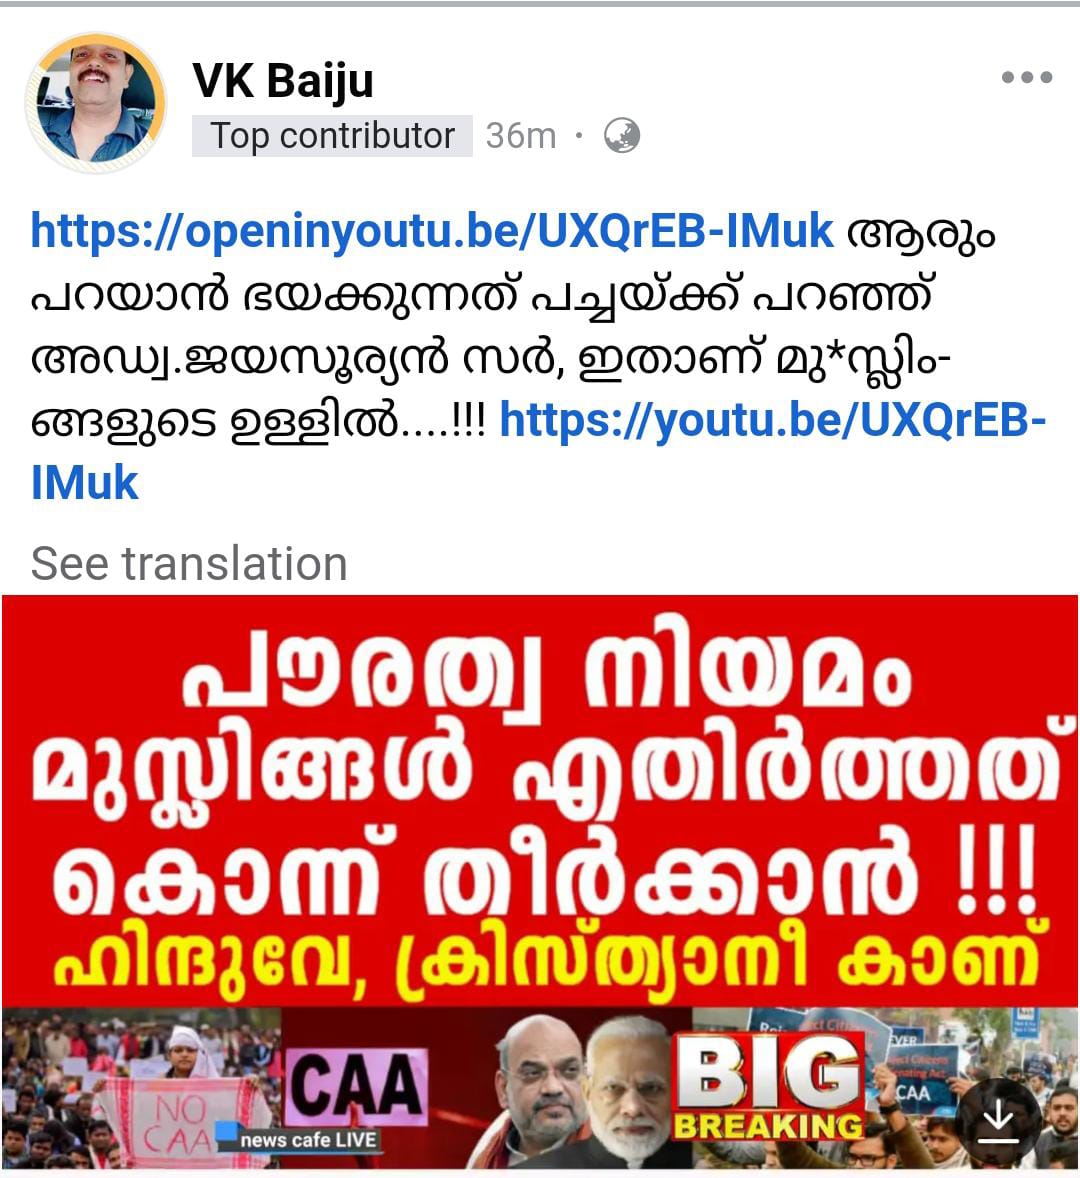 VK Baiju
Top contributor 36m ·
https://openinyoutu.be/UXQrEB-IMuk ആരും
പറയാൻ ഭയക്കുന്നത് പച്ചയ്ക്ക് പറഞ്ഞ്
അഡ്വ.ജയസൂര്യൻ സർ, ഇതാണ് മു*സ്ലിം-
ങ്ങളുടെ ഉള്ളിൽ....!!! https://youtu.be/UXQrEB-
IMuk
See translation
പൗരത്വ നിയമം
മുസ്ലിങ്ങൾ എതിർത്തത്
കൊന്ന് തീർക്കാൻ !!!
ഹിന്ദുവേ, ക്രിസ്ത്യാനീ കാണ്
NO
CAA
CAA
news cafe LIVE
BIG
BREAKING
CAA